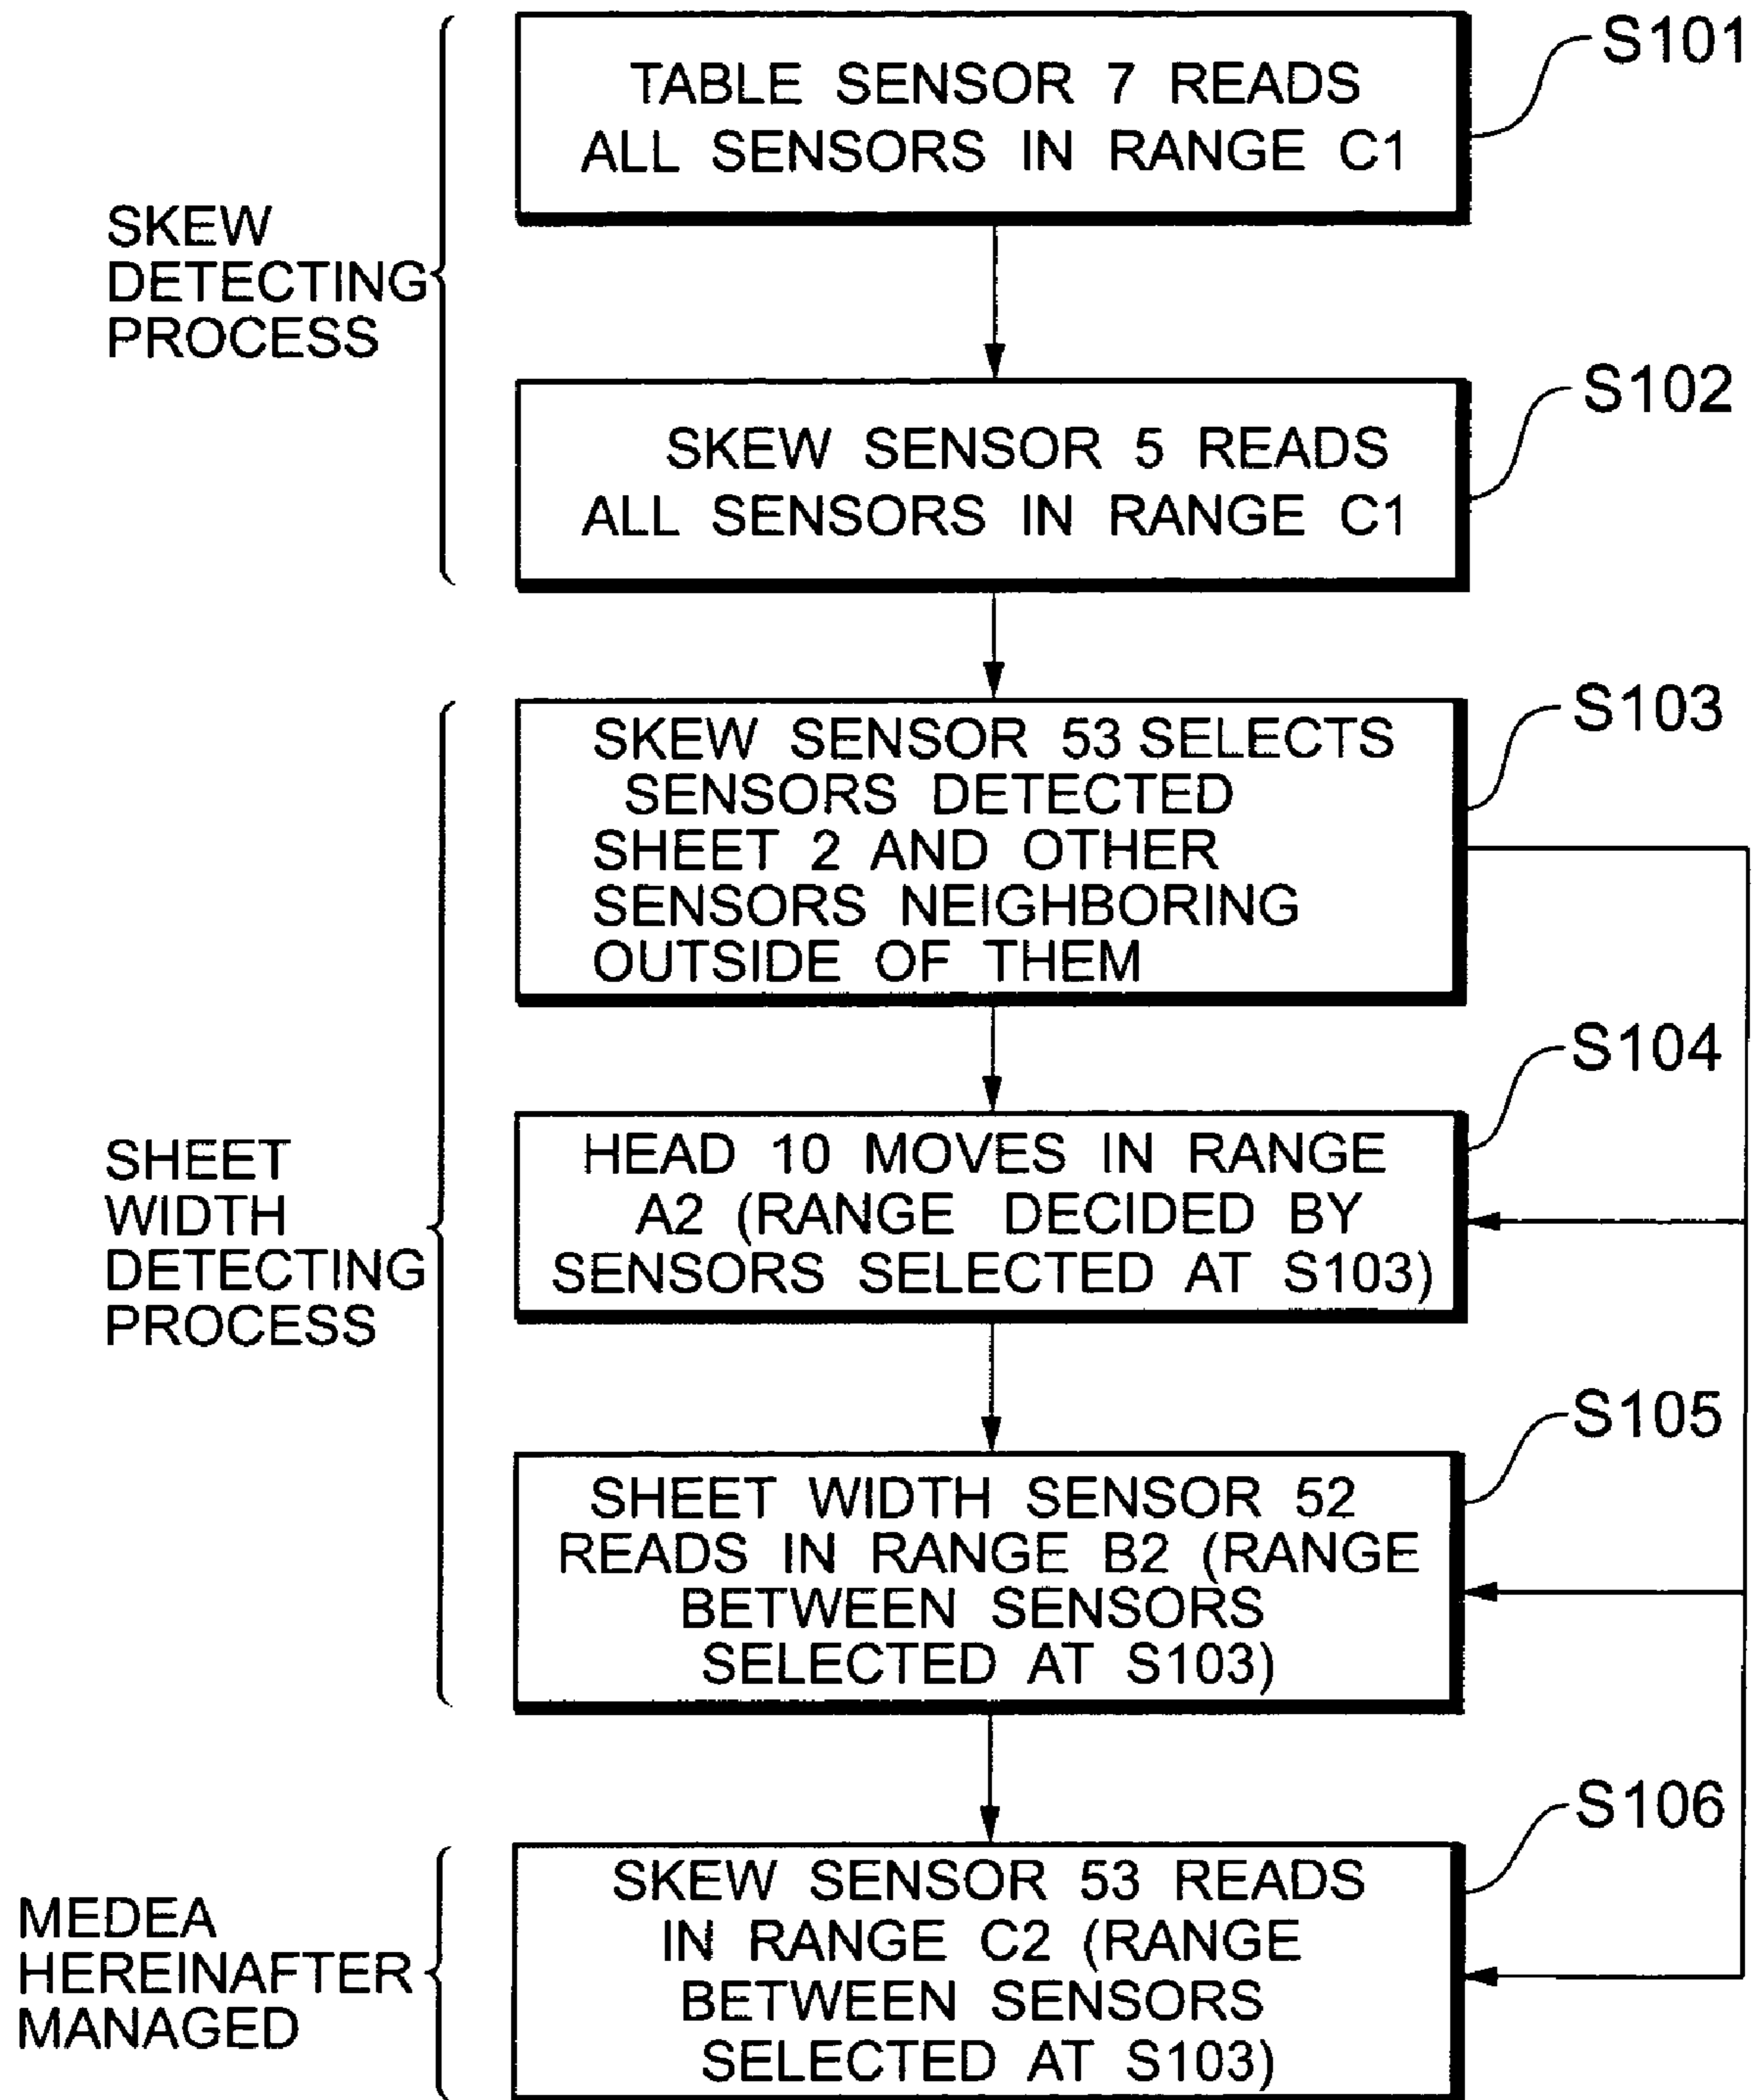 TABLE SENSOR 7 READS
ALL SENSORS IN RANGE C1
S101
SKEW
DETECTING
PROCESS
SKEW SENSOR 5 READS
ALL SENSORS IN RANGE C1
S102
SKEW SENSOR 53 SELECTS
SENSORS DETECTED
SHEET 2 AND OTHER
SENSORS NEIGHBORING
OUTSIDE OF THEM
S103
HEAD 10 MOVES IN RANGE
A2 (RANGE DECIDED BY
SENSORS SELECTED AT S103)
S104
SHEET
WIDTH
DETECTING
PROCESS
SHEET WIDTH SENSOR 52
READS IN RANGE B2 (RANGE
BETWEEN SENSORS
SELECTED AT S103)
S105
SKEW SENSOR 53 READS
IN RANGE C2 (RANGE
BETWEEN SENSORS
SELECTED AT S103)
S106
MEDEA
HEREINAFTER
MANAGED